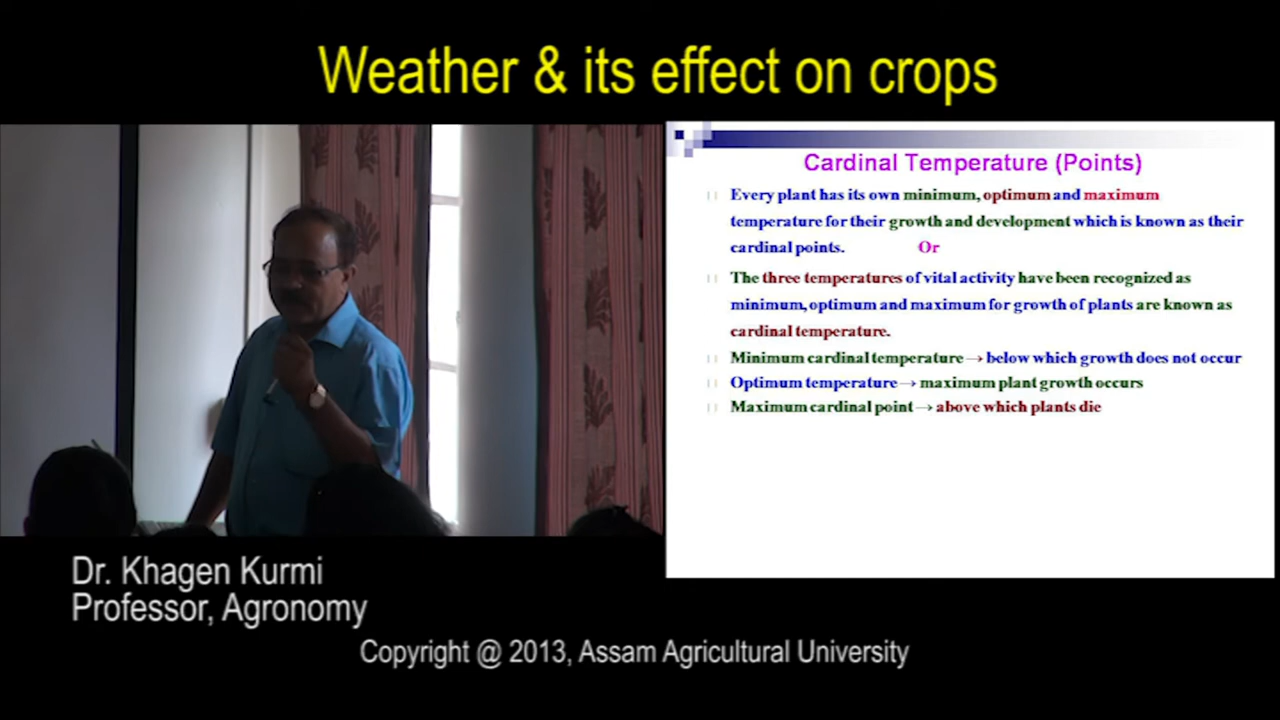 Weather & its effect on crops
Cardinal Temperature (Points)
Every plant has its own minimum, optimum and maximum
temperature for their growth and development which is known as their
cardinal points. Or
The three temperatures of vital activity have been recognized as
minimum, optimum and maximum for growth of plants are known as
cardinal temperature.
Minimum cardinal temperature → below which growth does not occur
Optimum temperature → maximum plant growth occurs
Maximum cardinal point → above which plants die
Dr. Khagen Kurmi
Professor, Agronomy
Copyright @ 2013, Assam Agricultural University